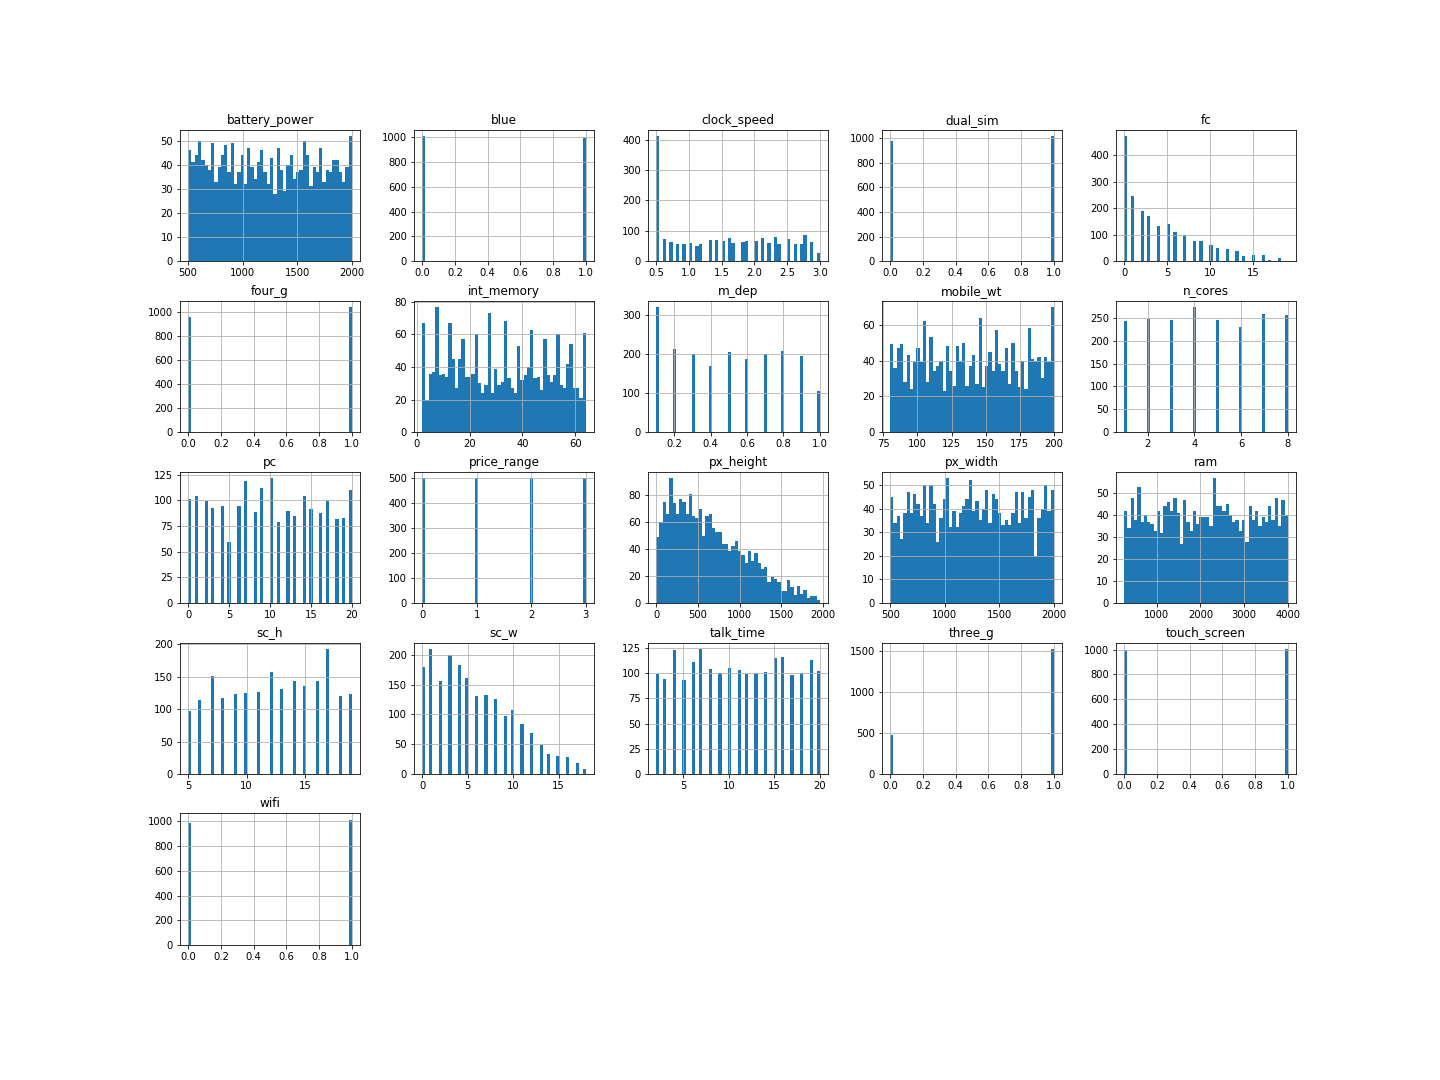 battery_power
blue
clock_speed
dual_sim
fc
50
40
30
20
10
0
500 1000 1500 2000
1000
800
600
400
200
0
0.0 0.2 0.4 0.6 0.8 1.0
400
300
200
100
0
0.5 1.0 1.5 2.0 2.5 3.0
1000
800
600
400
200
0
0.0 0.2 0.4 0.6 0.8 1.0
400
300
200
100
0
0 5 10 15
four_g
int_memory
m_dep
mobile_wt
n_cores
1000
800
600
400
200
0
0.0 0.2 0.4 0.6 0.8 1.0
80
60
40
20
0
0 20 40 60
300
200
100
0
0.2 0.4 0.6 0.8 1.0
60
40
20
0
75 100 125 150 175 200
250
200
150
100
50
0
2 4 6 8
pc
price_range
px_height
px_width
ram
125
100
75
50
25
0
0 5 10 15 20
500
400
300
200
100
0
0 1 2 3
80
60
40
20
0
0 500 1000 1500 2000
50
40
30
20
10
0
500 1000 1500 2000
50
40
30
20
10
0
1000 2000 3000 4000
sc_h
sc_w
talk_time
three_g
touch_screen
200
150
100
50
0
5 10 15
200
150
100
50
0
0 5 10 15
125
100
75
50
25
0
5 10 15 20
1500
1000
500
0
0.0 0.2 0.4 0.6 0.8 1.0
1000
800
600
400
200
0
0.0 0.2 0.4 0.6 0.8 1.0
wifi
1000
800
600
400
200
0
0.0 0.2 0.4 0.6 0.8 1.0